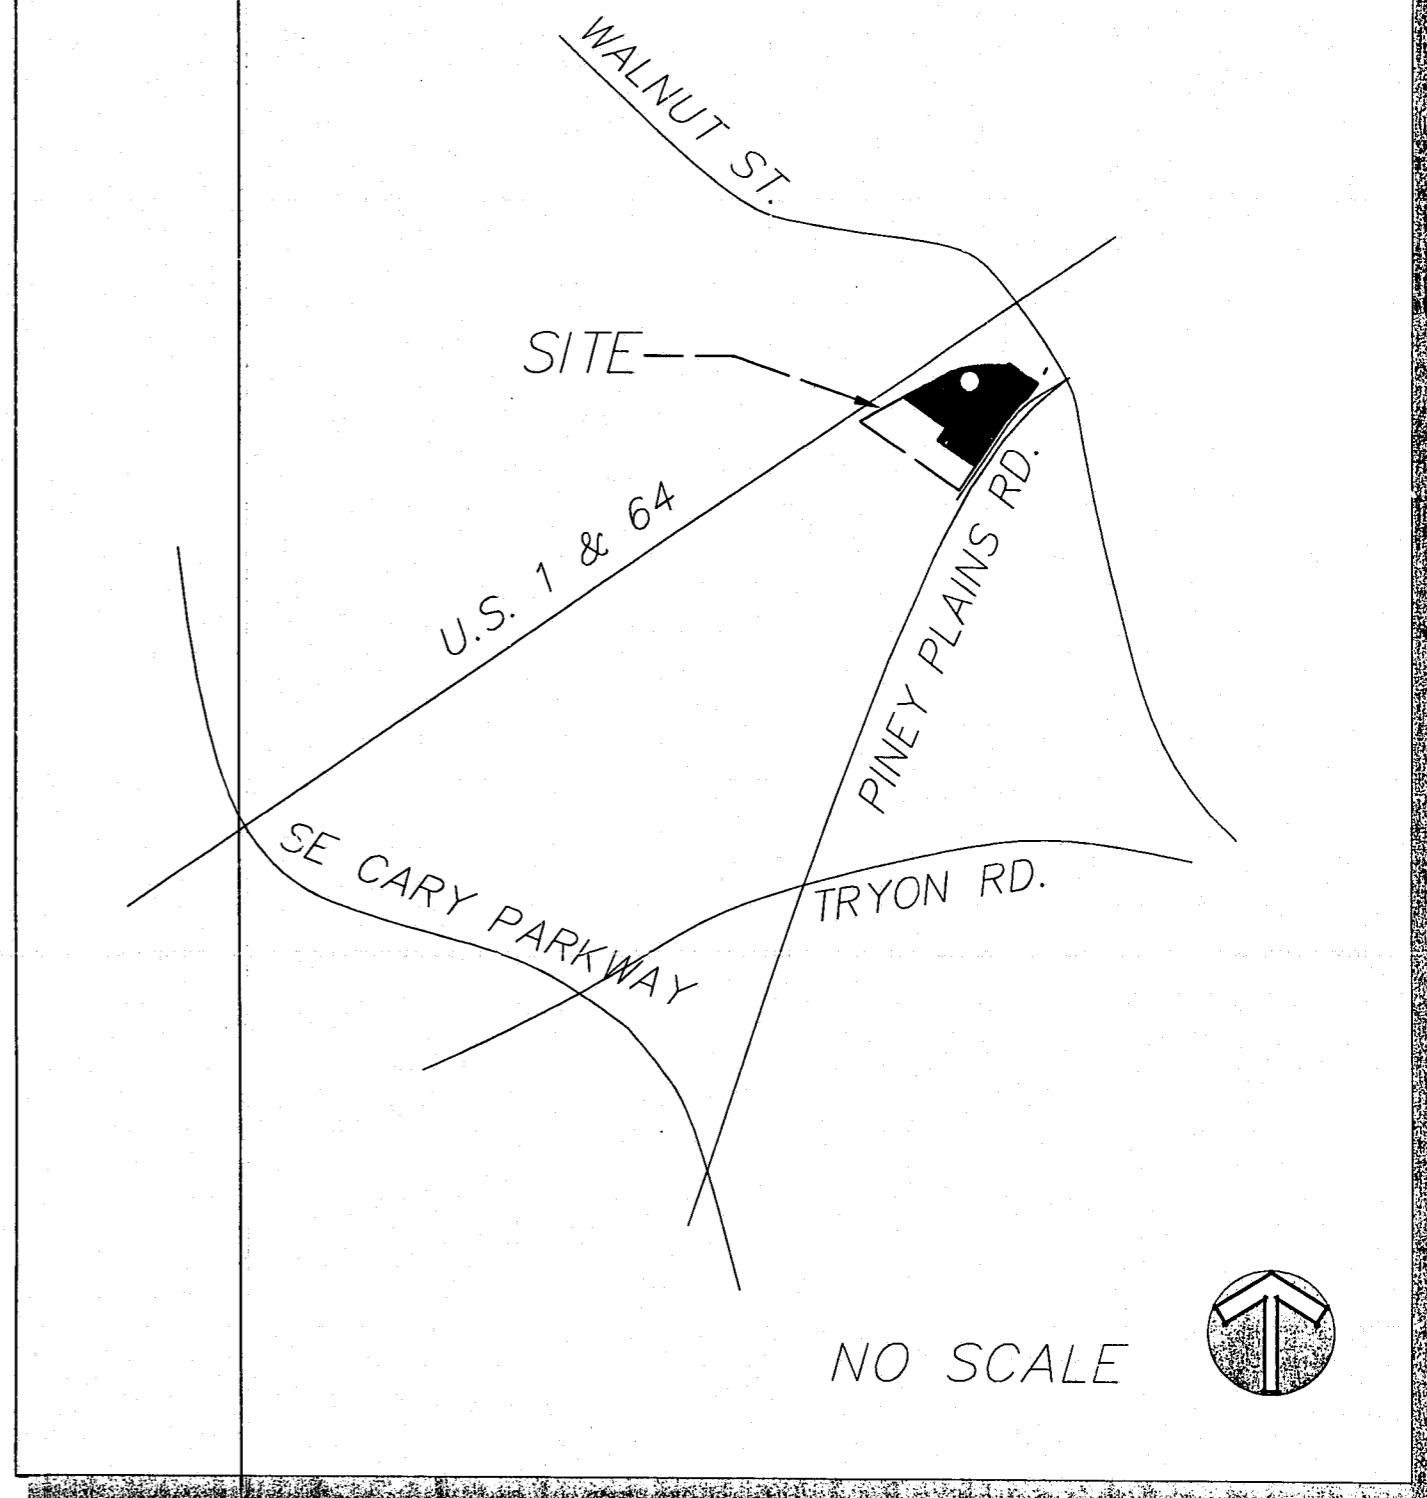 WALNUT ST.
SITE
U.S. 1 & 64
PINEY PLAINS RD.
SE CARY PARKWAY
TRYON RD.
NO SCALE